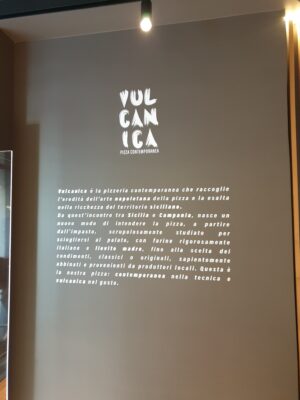 VUL
CAN
ICA
PIZZA CONTEMPORANEA
Vulcanica è la pizzeria contemporanea che raccoglie
l'eredità dell'arte napoletana della pizza e la esalta
nella ricchezza del territorio siciliano.
Da quest'incontro tra Sicilia e Campania, nasce un
nuovo modo di intendere la pizza, a partire
dall'impasto, scrupolosamente studiato per
sciogliersi al palato, con farine rigorosamente
italiane e lievito madre, fino alla scelta dei
condimenti, classici o originali, sapientemente
abbinati e provenienti da produttori locali. Questa è
la nostra pizza: contemporanea nella tecnica e
vulcanica nel gusto.